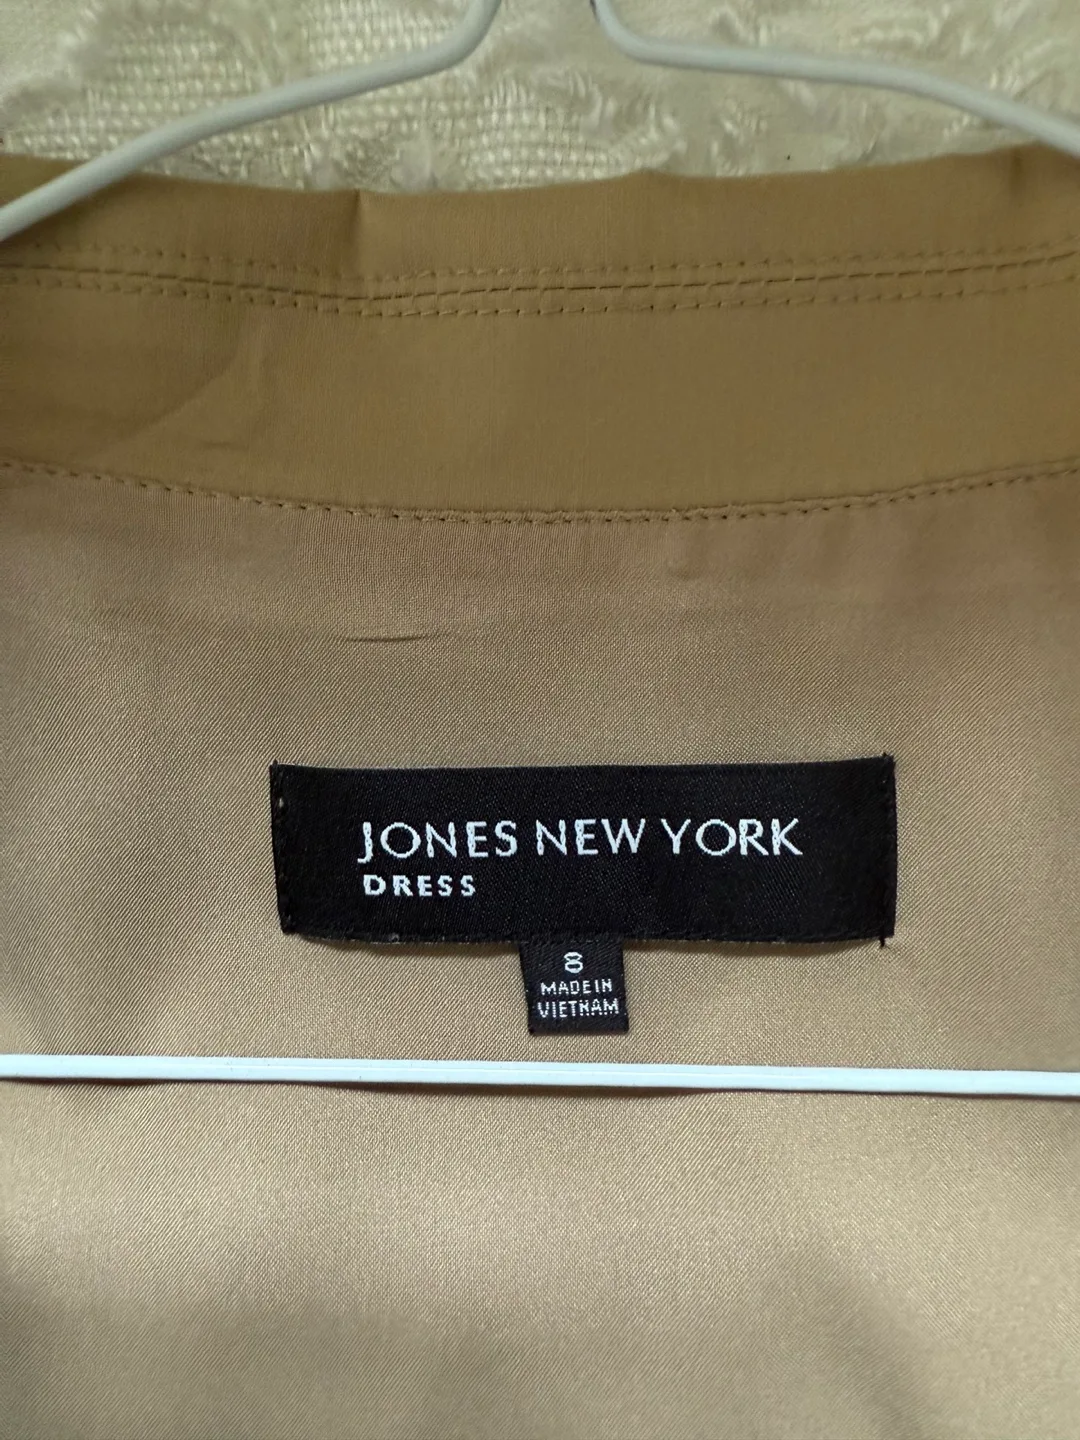 JONES NEW YORK
DRESS
8
MADE IN
VIETNAM